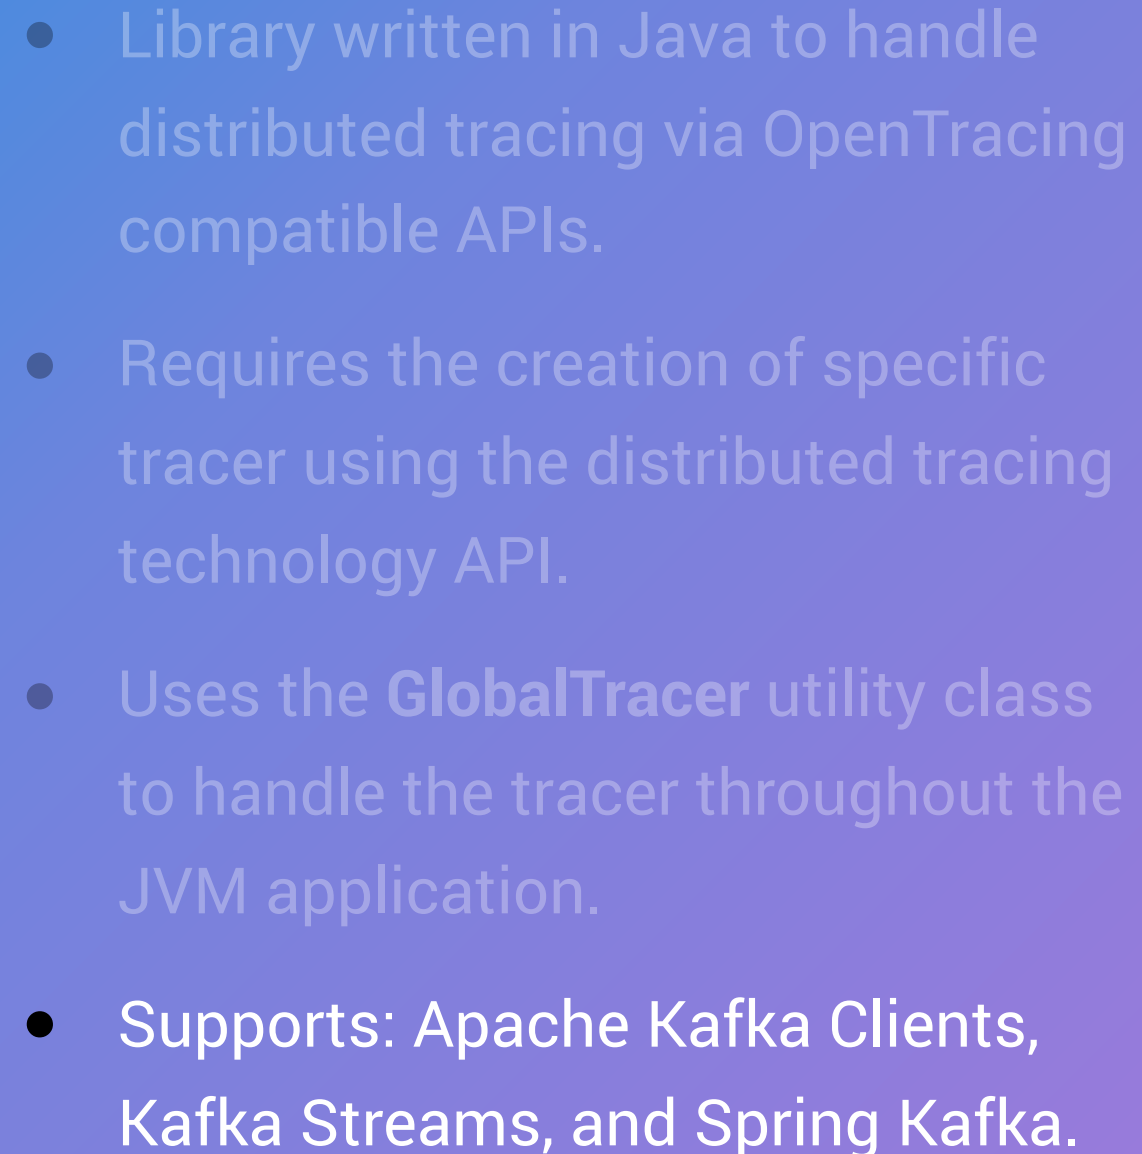 ● Library written in Java to handle
distributed tracing via OpenTracing
compatible APIs.
● Requires the creation of specific
tracer using the distributed tracing
technology API.
● Uses the GlobalTracer utility class
to handle the tracer throughout the
JVM application.
● Supports: Apache Kafka Clients,
Kafka Streams, and Spring Kafka.